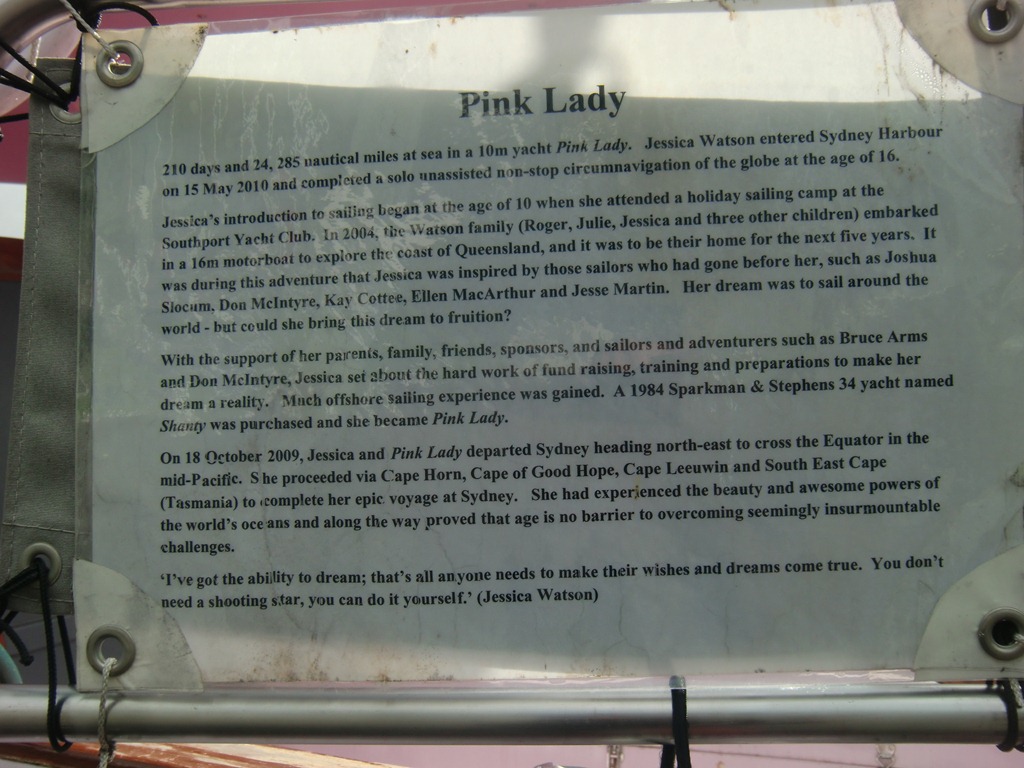 Pink Lady
210 days and 24, 285 nautical miles at sea in a 10m yacht Pink Lady. Jessica Watson entered Sydney Harbour
on 15 May 2010 and completed a solo unassisted non-stop circumnavigation of the globe at the age of 16.
Jessica's introduction to sailing began at the age of 10 when she attended a holiday sailing camp at the
Southport Yacht Club. In 2004, the Watson family (Roger, Julie, Jessica and three other children) embarked
in a 16m motorboat to explore the coast of Queensland, and it was to be their home for the next five years. It
was during this adventure that Jessica was inspired by those sailors who had gone before her, such as Joshua
Slocum, Don McIntyre, Kay Cottee, Ellen MacArthur and Jesse Martin. Her dream was to sail around the
world - but could she bring this dream to fruition?
With the support of her parents, family, friends, sponsors, and sailors and adventurers such as Bruce Arms
and Don McIntyre, Jessica set about the hard work of fund raising, training and preparations to make her
dream a reality. Much offshore sailing experience was gained. A 1984 Sparkman & Stephens 34 yacht named
Shanty was purchased and she became Pink Lady.
On 18 October 2009, Jessica and Pink Lady departed Sydney heading north-east to cross the Equator in the
mid-Pacific. She proceeded via Cape Horn, Cape of Good Hope, Cape Leeuwin and South East Cape
(Tasmania) to complete her epic voyage at Sydney. She had experienced the beauty and awesome powers of
the world's oceans and along the way proved that age is no barrier to overcoming seemingly insurmountable
challenges.
'I've got the ability to dream; that's all anyone needs to make their wishes and dreams come true. You don't
need a shooting star, you can do it yourself.' (Jessica Watson)